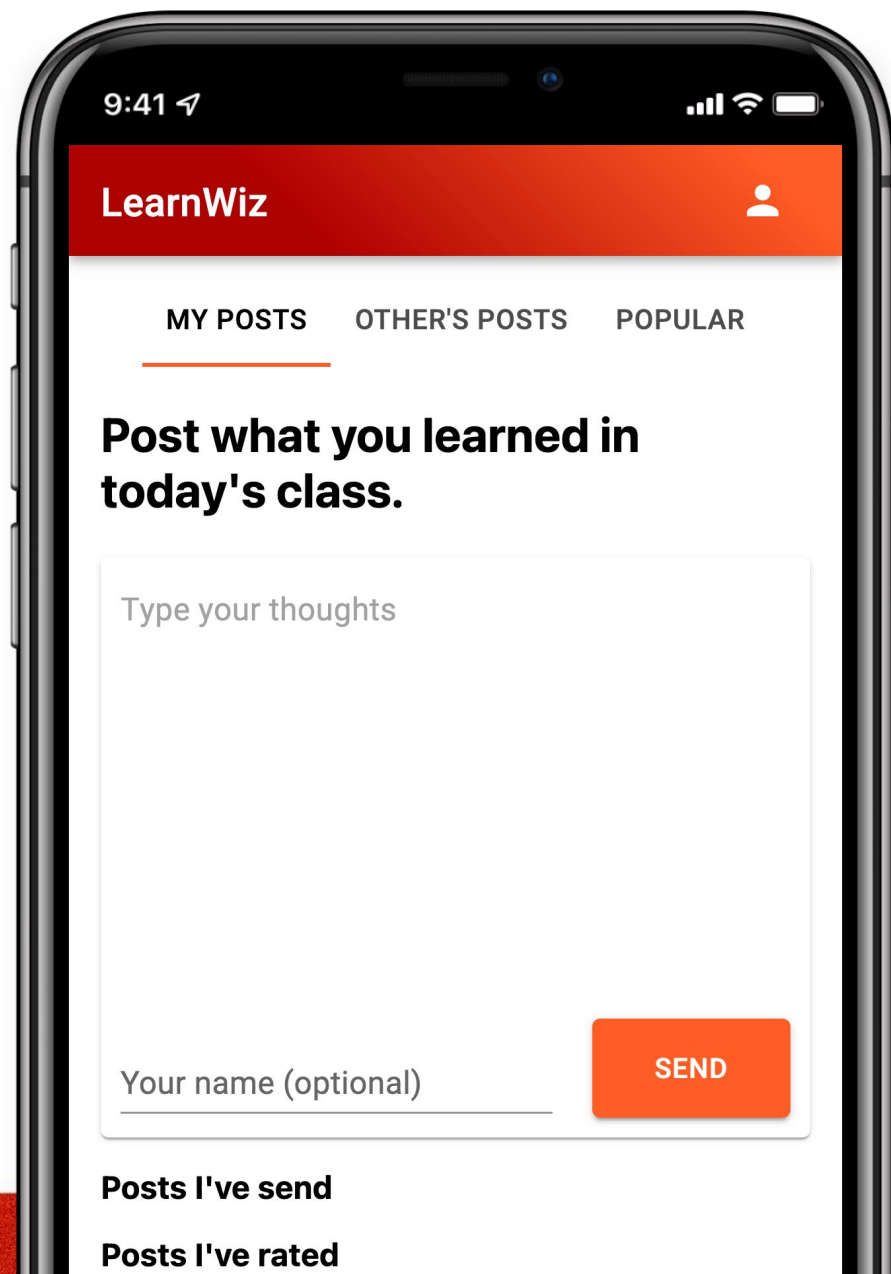 9:41
LearnWiz
MY POSTS OTHER'S POSTS POPULAR
Post what you learned in
today's class.
Type your thoughts
Your name (optional)
SEND
Posts I've send
Posts I've rated